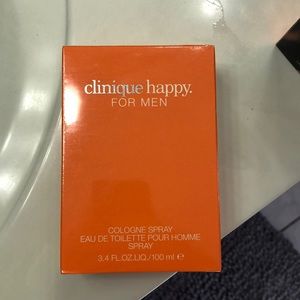 clinique happy.
FOR MEN
COLOGNE SPRAY
EAU DE TOILETTE POUR HOMME
SPRAY
3.4 FL.OZ.LIQ./100 ml ℮